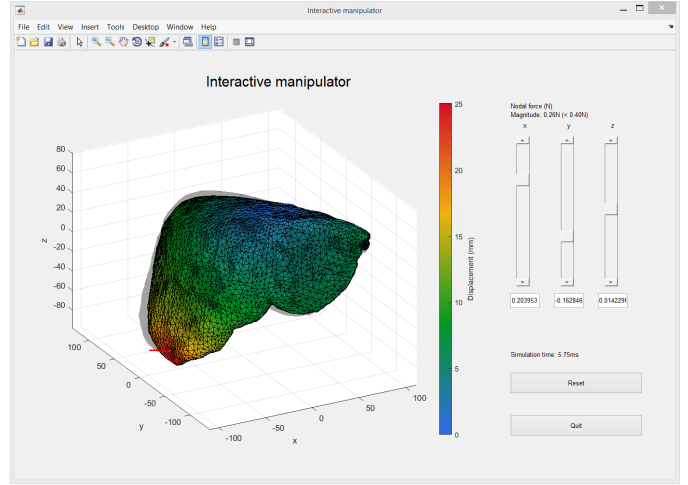 Interactive manipulator
File Edit View Insert Tools Desktop Window Help
Interactive manipulator
Nodal force (N)
Magnitude: 0.26N (< 0.40N)
x y z
0.203953 -0.162846 0.014229
Simulation time: 5.75ms
Reset
Quit
80
60
40
20
0
-20
-40
-60
-80
z
100
50
0
-50
-100
y
-100
-50
0
50
100
x
25
20
15
10
5
0
Displacement (mm)